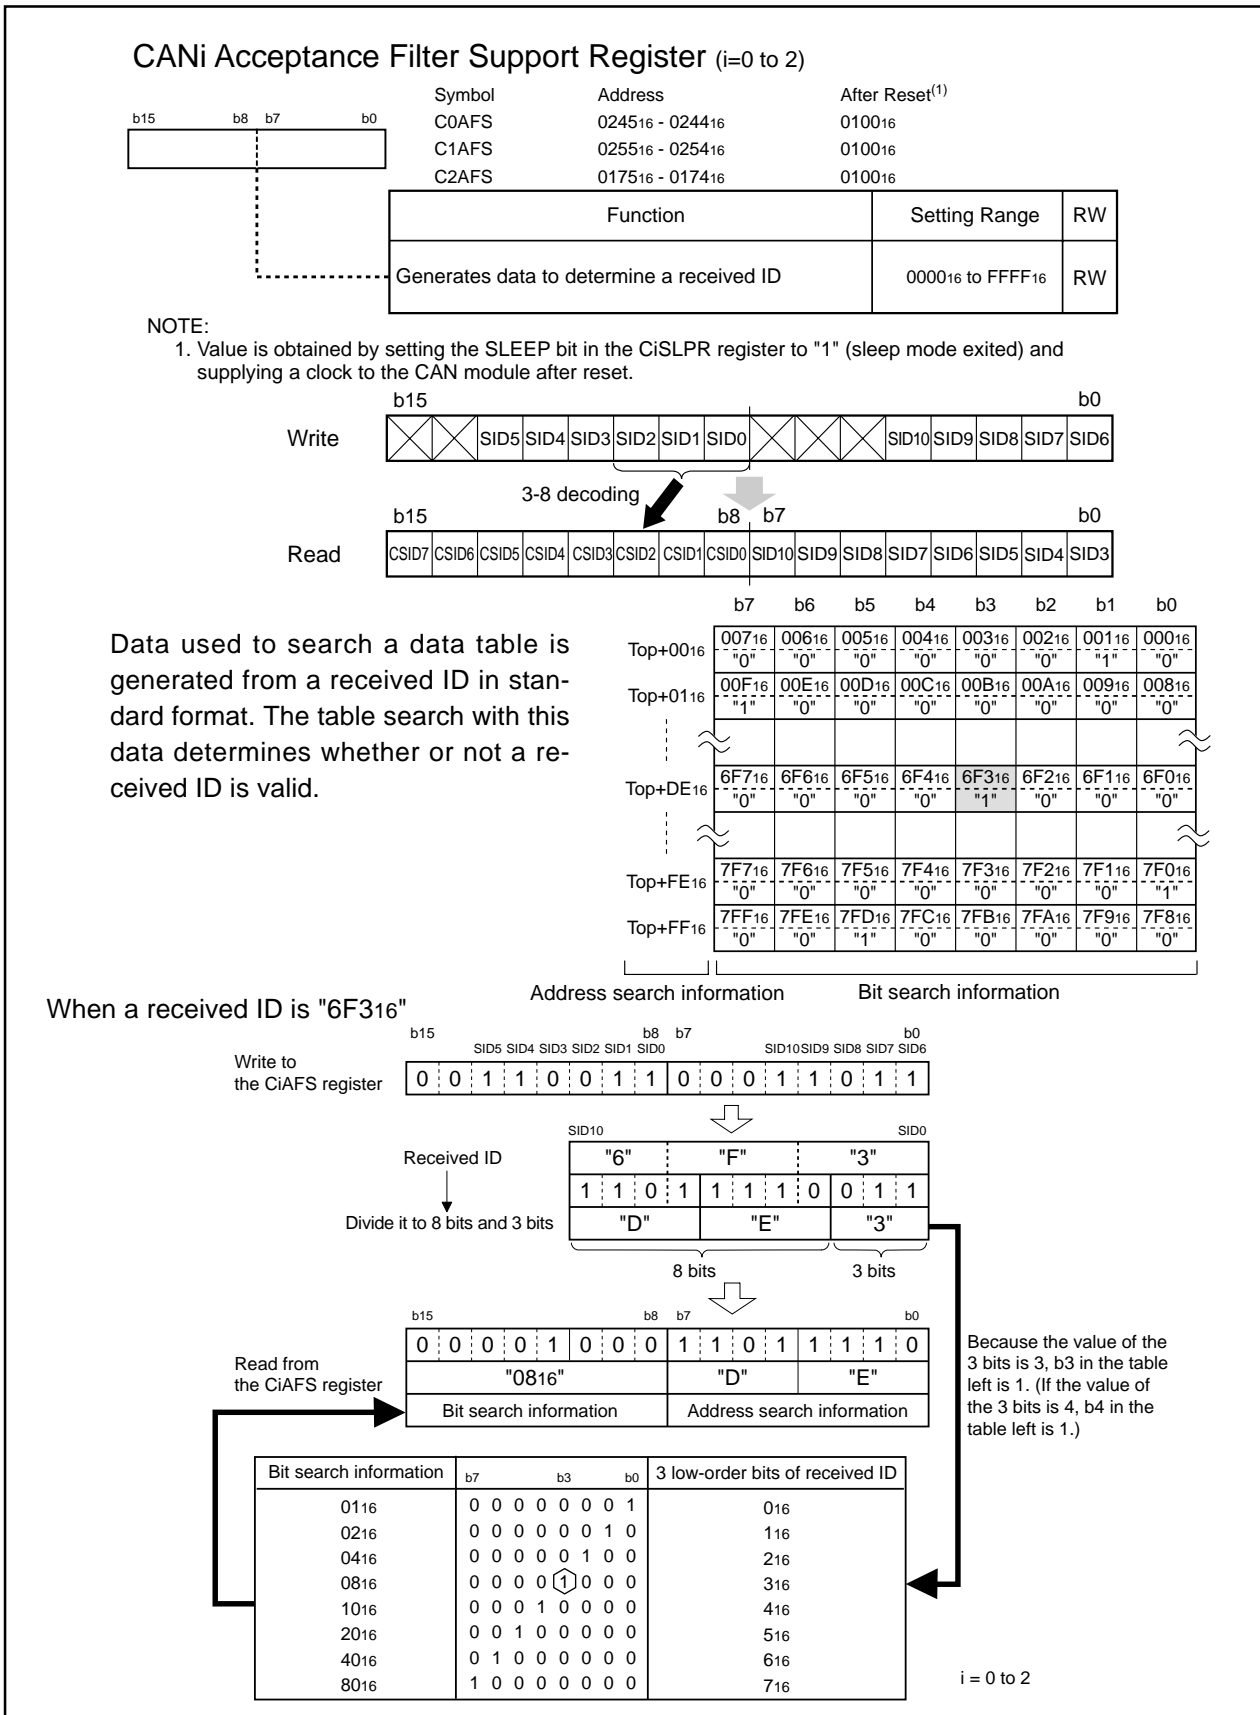 CANi Acceptance Filter Support Register (i=0 to 2)
Symbol Address After Reset(1)
b15 b8 b7 b0
C0AFS 024516 - 024416 010016
C1AFS 025516 - 025416 010016
C2AFS 017516 - 017416 010016
Function Setting Range RW
Generates data to determine a received ID 000016 to FFFF16 RW
NOTE:
1. Value is obtained by setting the SLEEP bit in the CiSLPR register to "1" (sleep mode exited) and
supplying a clock to the CAN module after reset.
b15 b0
Write SID5 SID4 SID3 SID2 SID1 SID0 SID10 SID9 SID8 SID7 SID6
3-8 decoding
b15 b8 b7 b0
Read CSID7 CSID6 CSID5 CSID4 CSID3 CSID2 CSID1 CSID0 SID10 SID9 SID8 SID7 SID6 SID5 SID4 SID3
b7 b6 b5 b4 b3 b2 b1 b0
Top+0016 00716 00616 00516 00416 00316 00216 00116 00016
"0" "0" "0" "0" "0" "0" "1" "0"
Top+0116 00F16 00E16 00D16 00C16 00B16 00A16 00916 00816
"1" "0" "0" "0" "0" "0" "0" "0"
Top+DE16 6F716 6F616 6F516 6F416 6F316 6F216 6F116 6F016
"0" "0" "0" "0" "1" "0" "0" "0"
Top+FE16 7F716 7F616 7F516 7F416 7F316 7F216 7F116 7F016
"0" "0" "0" "0" "0" "0" "0" "1"
Top+FF16 7FF16 7FE16 7FD16 7FC16 7FB16 7FA16 7F916 7F816
"0" "0" "1" "0" "0" "0" "0" "0"
Address search information Bit search information
Data used to search a data table is
generated from a received ID in stan-
dard format. The table search with this
data determines whether or not a re-
ceived ID is valid.
When a received ID is "6F316"
b15 b8 b7 b0
SID5 SID4 SID3 SID2 SID1 SID0 SID10 SID9 SID8 SID7 SID6
Write to
the CiAFS register
0 0 1 1 0 0 1 1 0 0 0 1 1 0 1 1
SID10 SID0
Received ID "6" "F" "3"
1 1 0 1 1 1 1 0 0 1 1
Divide it to 8 bits and 3 bits "D" "E" "3"
8 bits 3 bits
b15 b8 b7 b0
0 0 0 0 1 0 0 0 1 1 0 1 1 1 1 0
Read from
the CiAFS register
"0816" "D" "E"
Bit search information Address search information
Because the value of the
3 bits is 3, b3 in the table
left is 1. (If the value of
the 3 bits is 4, b4 in the
table left is 1.)
Bit search information b7 b3 b0 3 low-order bits of received ID
0116 0 0 0 0 0 0 0 1 016
0216 0 0 0 0 0 0 1 0 116
0416 0 0 0 0 0 1 0 0 216
0816 0 0 0 0 1 0 0 0 316
1016 0 0 0 1 0 0 0 0 416
2016 0 0 1 0 0 0 0 0 516
4016 0 1 0 0 0 0 0 0 616
8016 1 0 0 0 0 0 0 0 716
i = 0 to 2